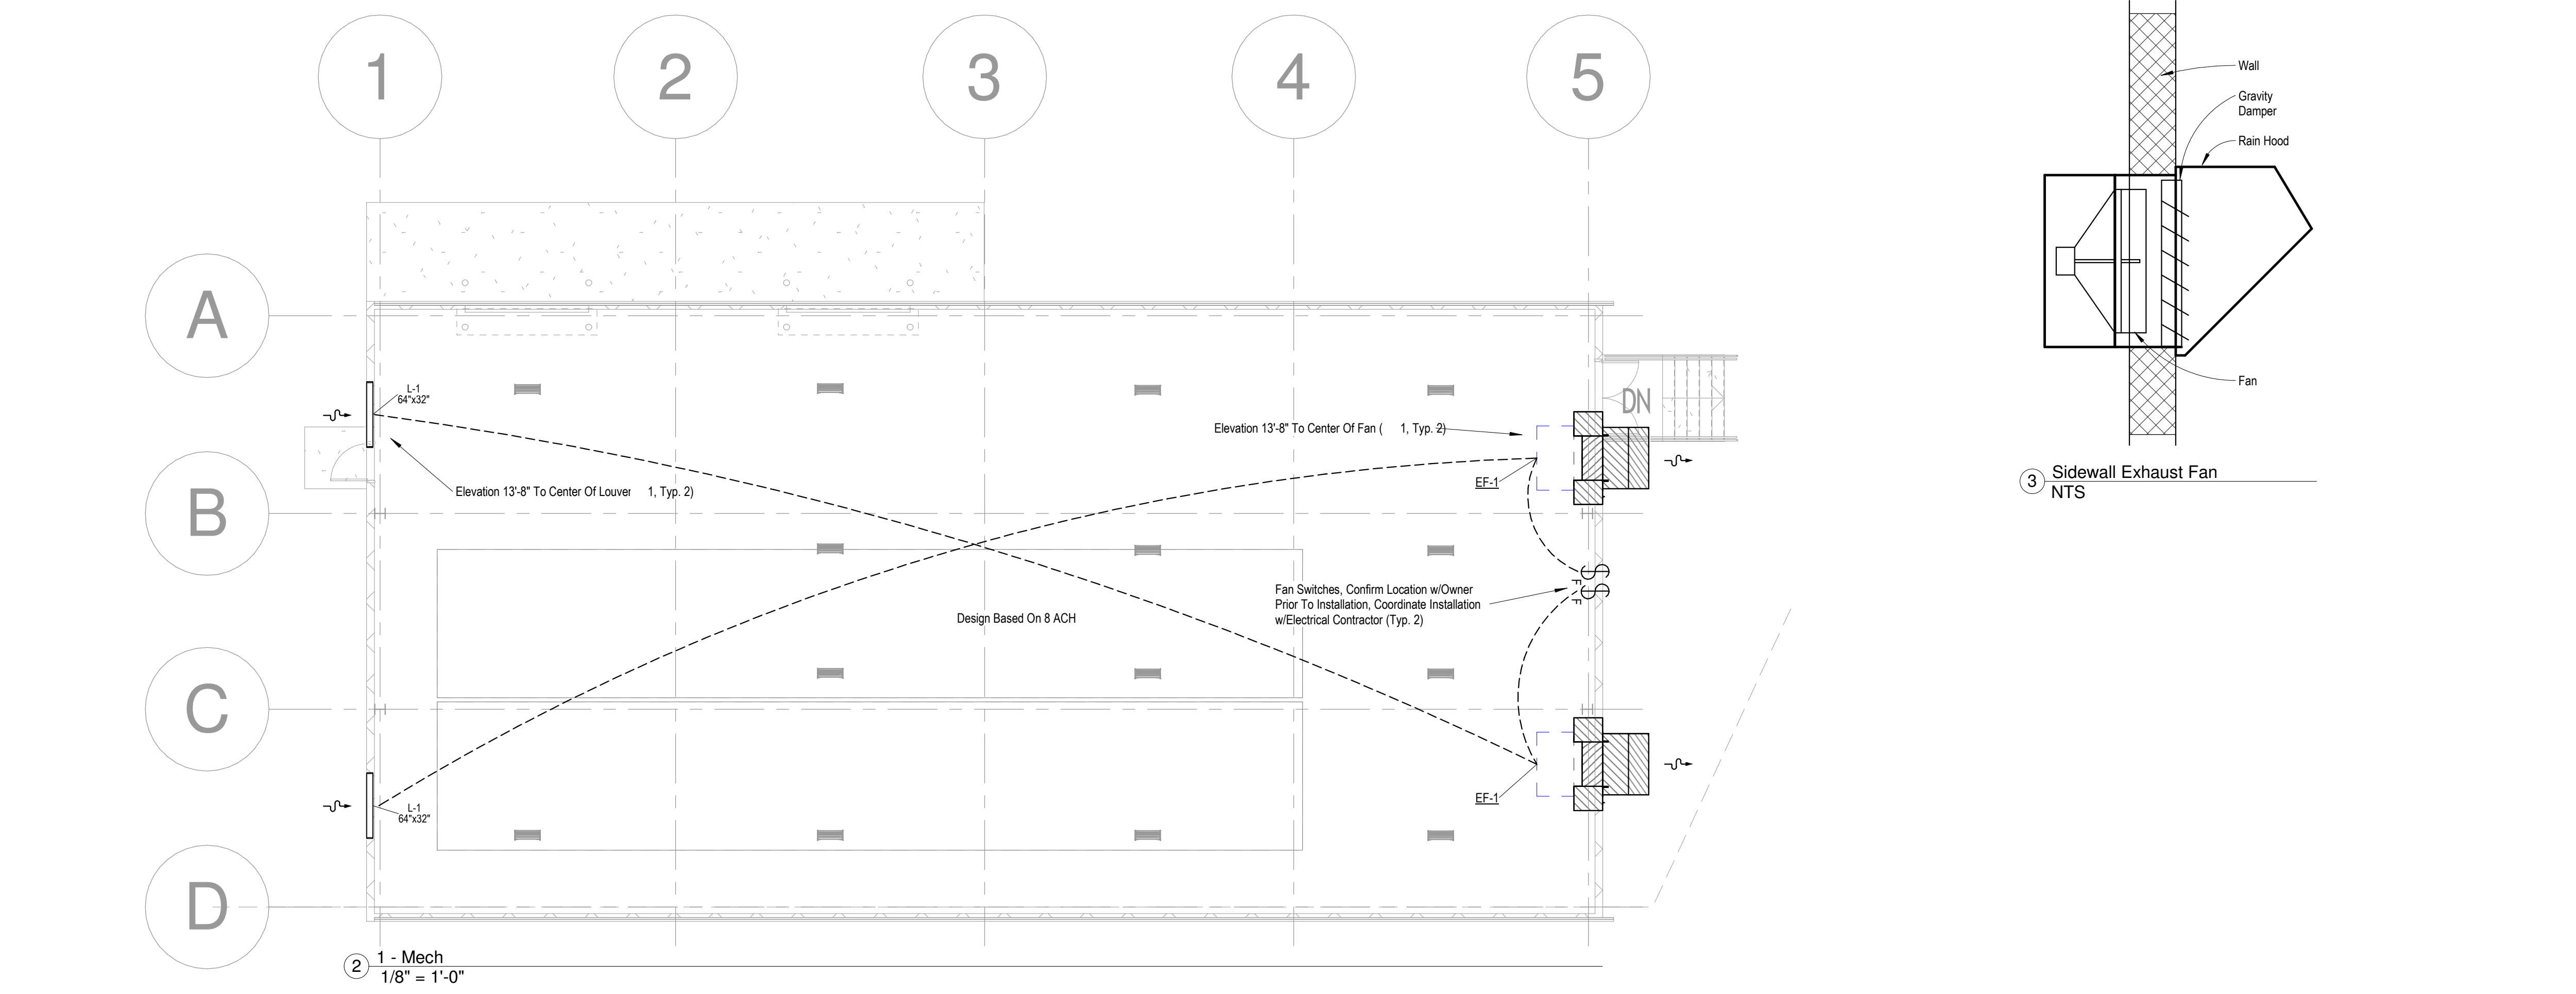 1
2
3
4
5
A
B
C
D
L-1
64"x32"
Elevation 13'-8" To Center Of Louver 1, Typ. 2)
Elevation 13'-8" To Center Of Fan ( 1, Typ. 2)
EF-1
DN
Fan Switches, Confirm Location w/Owner
Prior To Installation, Coordinate Installation
w/Electrical Contractor (Typ. 2)
F
F
Design Based On 8 ACH
EF-1
L-1
64"x32"
2
1 - Mech
1/8" = 1'-0"
Wall
Gravity
Damper
Rain Hood
Fan
3
Sidewall Exhaust Fan
NTS